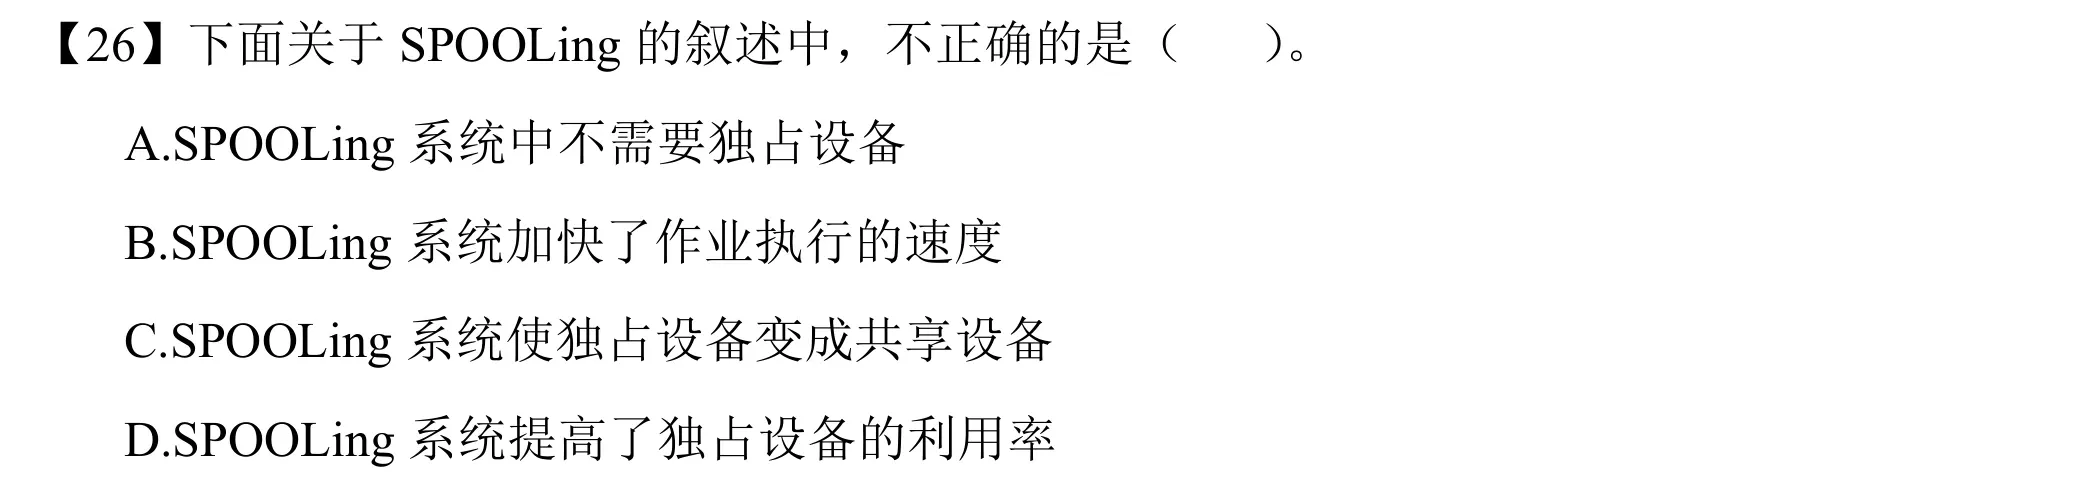 【26】下面关于 SPOOLing 的叙述中，不正确的是（　　）。
A.SPOOLing 系统中不需要独占设备
B.SPOOLing 系统加快了作业执行的速度
C.SPOOLing 系统使独占设备变成共享设备
D.SPOOLing 系统提高了独占设备的利用率